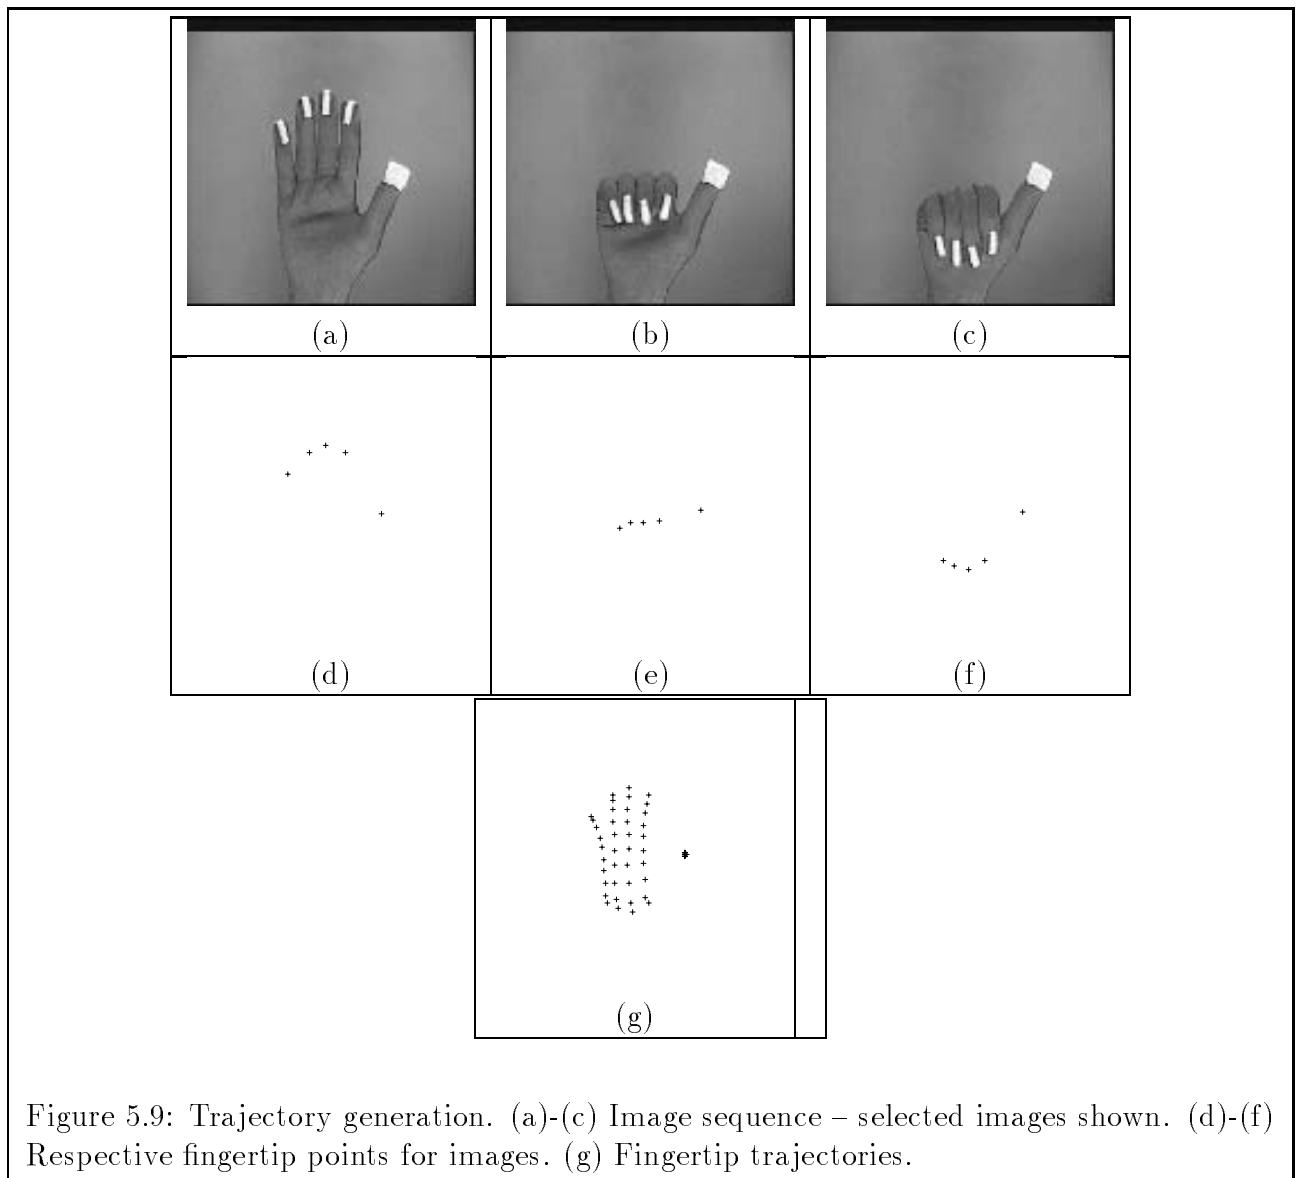 (a)
(b)
(c)
(d)
(e)
(f)
(g)
Figure 5.9: Trajectory generation. (a)-(c) Image sequence – selected images shown. (d)-(f)
Respective fingertip points for images. (g) Fingertip trajectories.